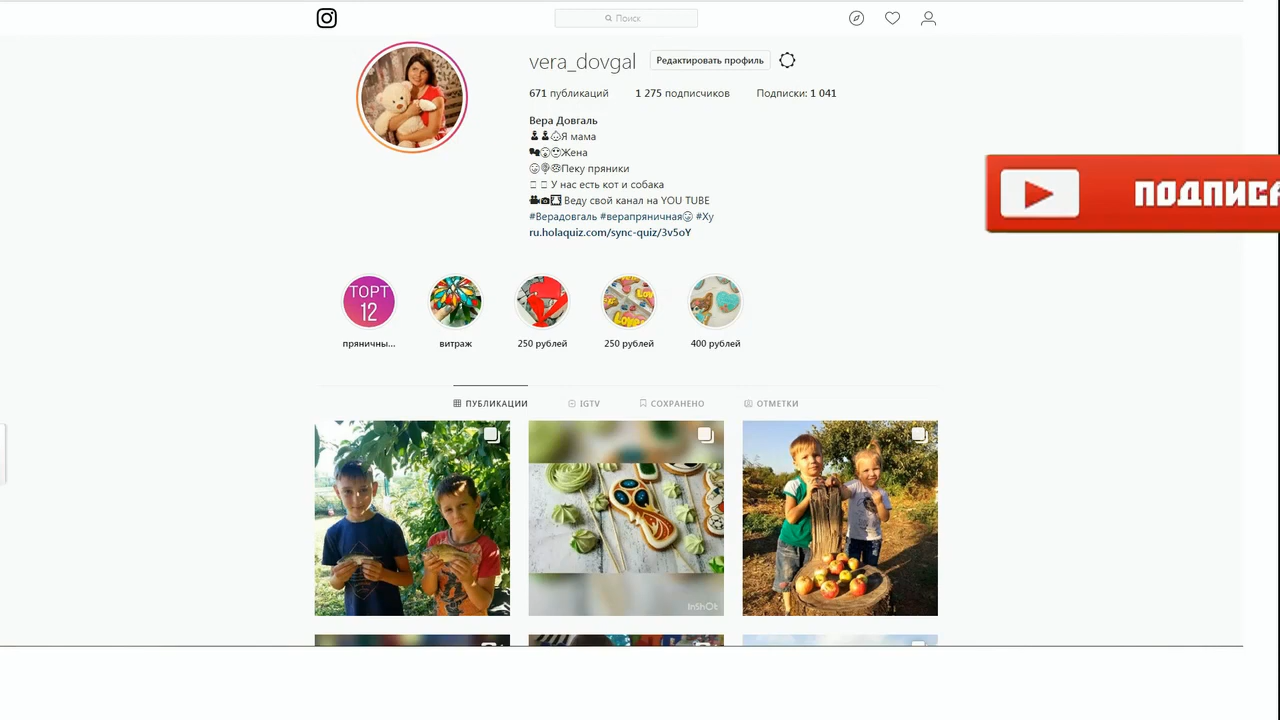 Поиск
vera_dovgal
Редактировать профиль
671 публикаций
1 275 подписчиков
Подписки: 1 041
Вера Довгаль
Я мама
Жена
Пеку пряники
У нас есть кот и собака
Веду свой канал на YOU TUBE
#Верадовгаль #верапряничная #Ху
ru.holaquiz.com/sync-quiz/3v5oY
ПОДПИСА
ТОРТ
12
Love
Love
пряничны...
витраж
250 рублей
250 рублей
400 рублей
ПУБЛИКАЦИИ
IGTV
СОХРАНЕНО
ОТМЕТКИ
InShOt